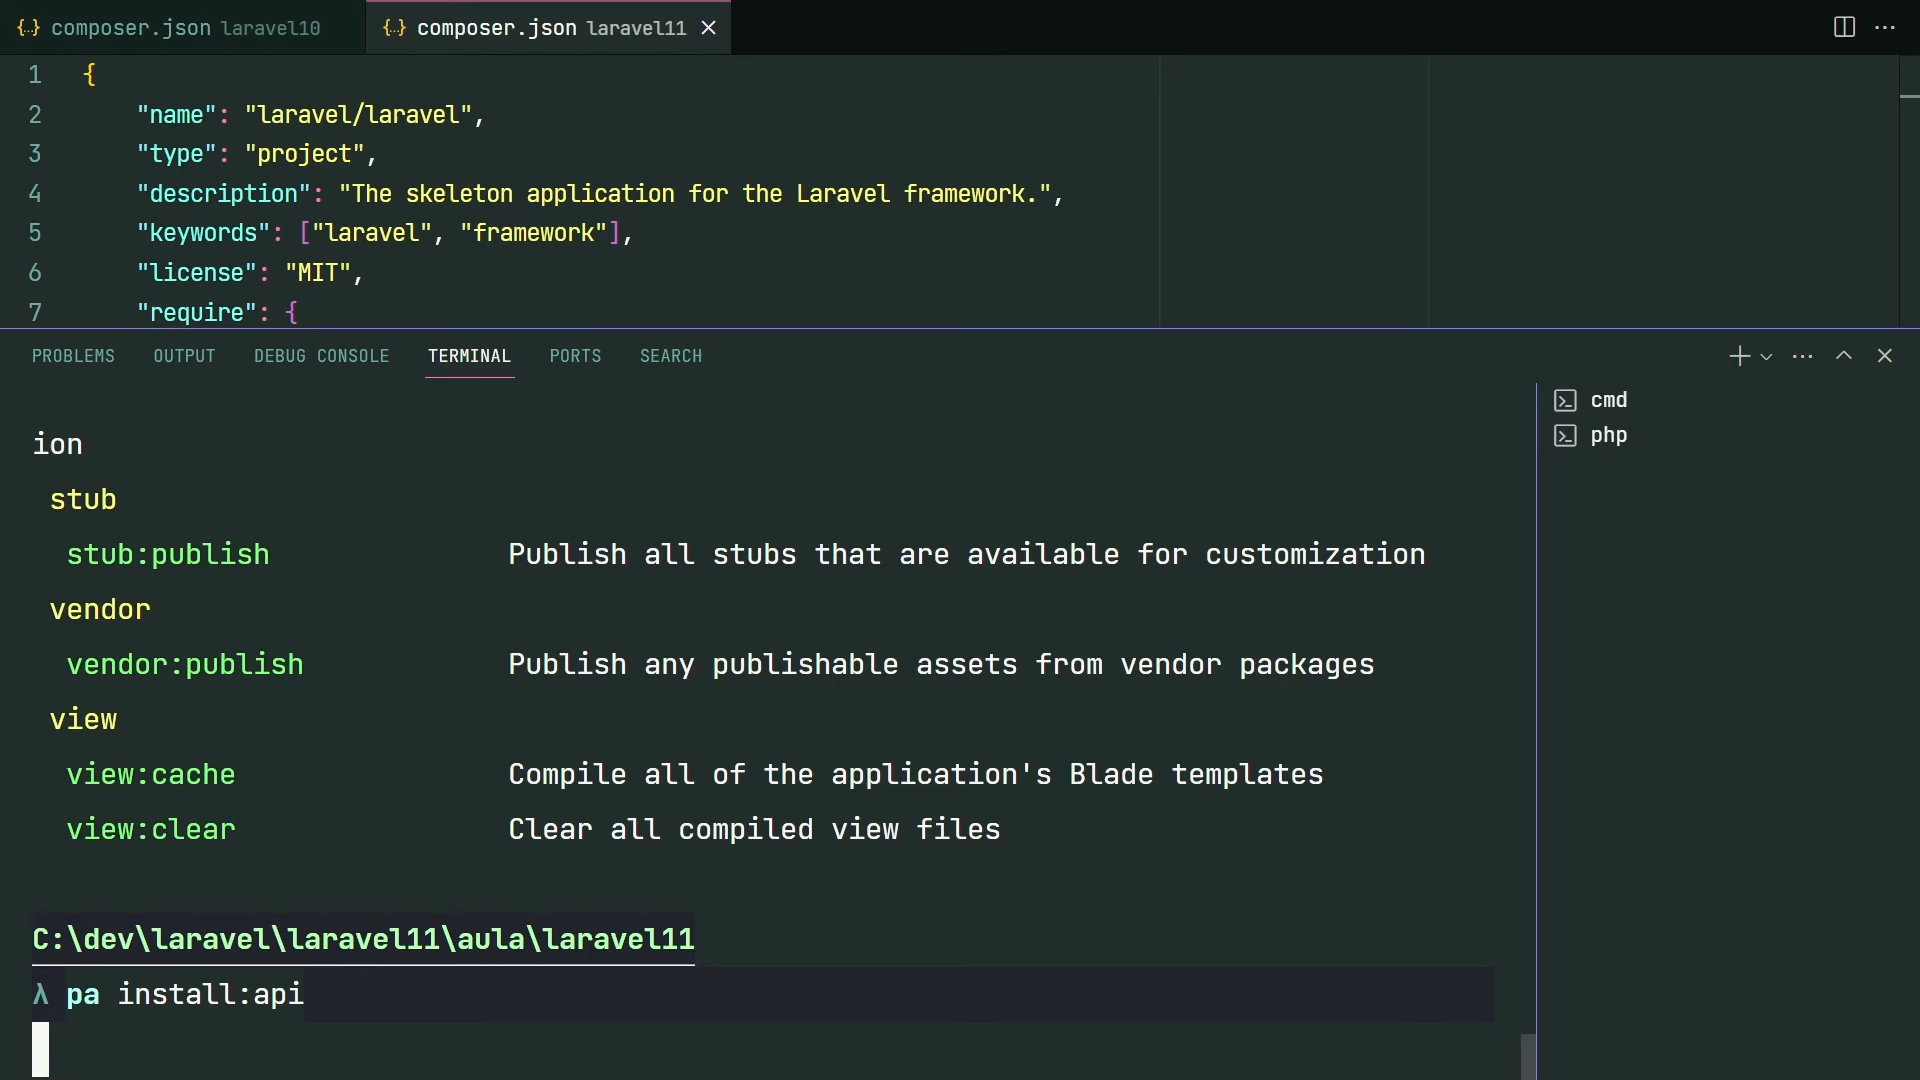 {..} composer.json laravel10 {..} composer.json laravel11
1 {
2 "name": "laravel/laravel",
3 "type": "project",
4 "description": "The skeleton application for the Laravel framework.",
5 "keywords": ["laravel", "framework"],
6 "license": "MIT",
7 "require": {
PROBLEMS OUTPUT DEBUG CONSOLE TERMINAL PORTS SEARCH
cmd
php
ion
stub
stub:publish Publish all stubs that are available for customization
vendor
vendor:publish Publish any publishable assets from vendor packages
view
view:cache Compile all of the application's Blade templates
view:clear Clear all compiled view files
C:\dev\laravel\laravel11\aula\laravel11
λ pa install:api